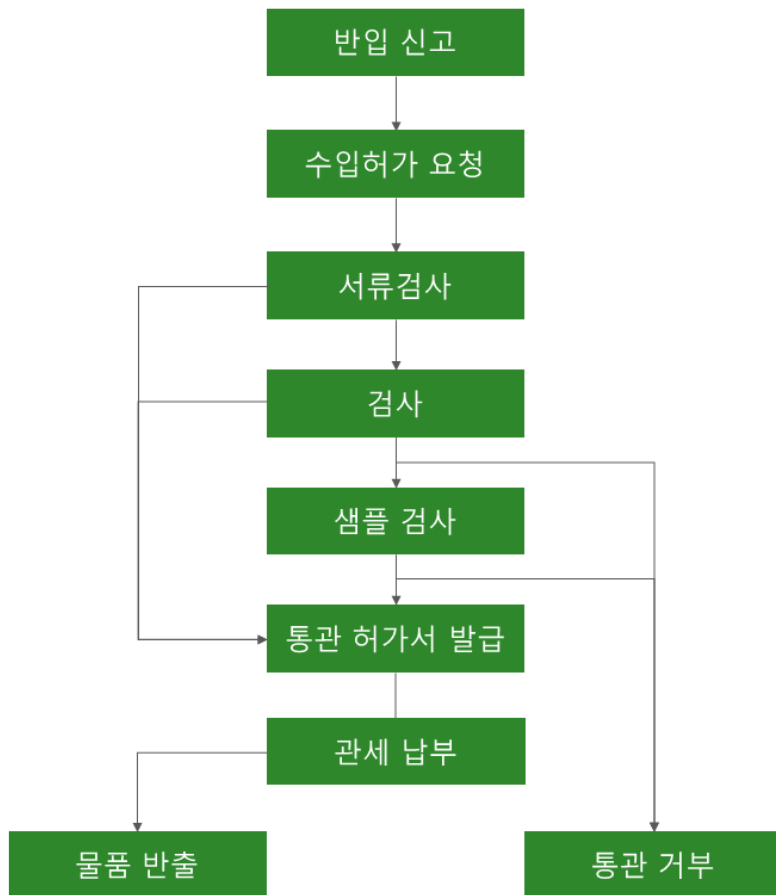 반입 신고
수입허가 요청
서류검사
검사
샘플 검사
통관 허가서 발급
관세 납부
물품 반출
통관 거부